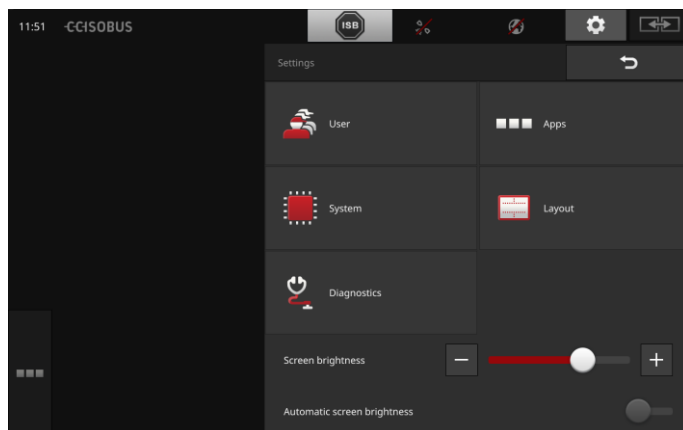 11:51 CCISOBUS
ISB
Settings
User
Apps
System
Layout
Diagnostics
Screen brightness
Automatic screen brightness